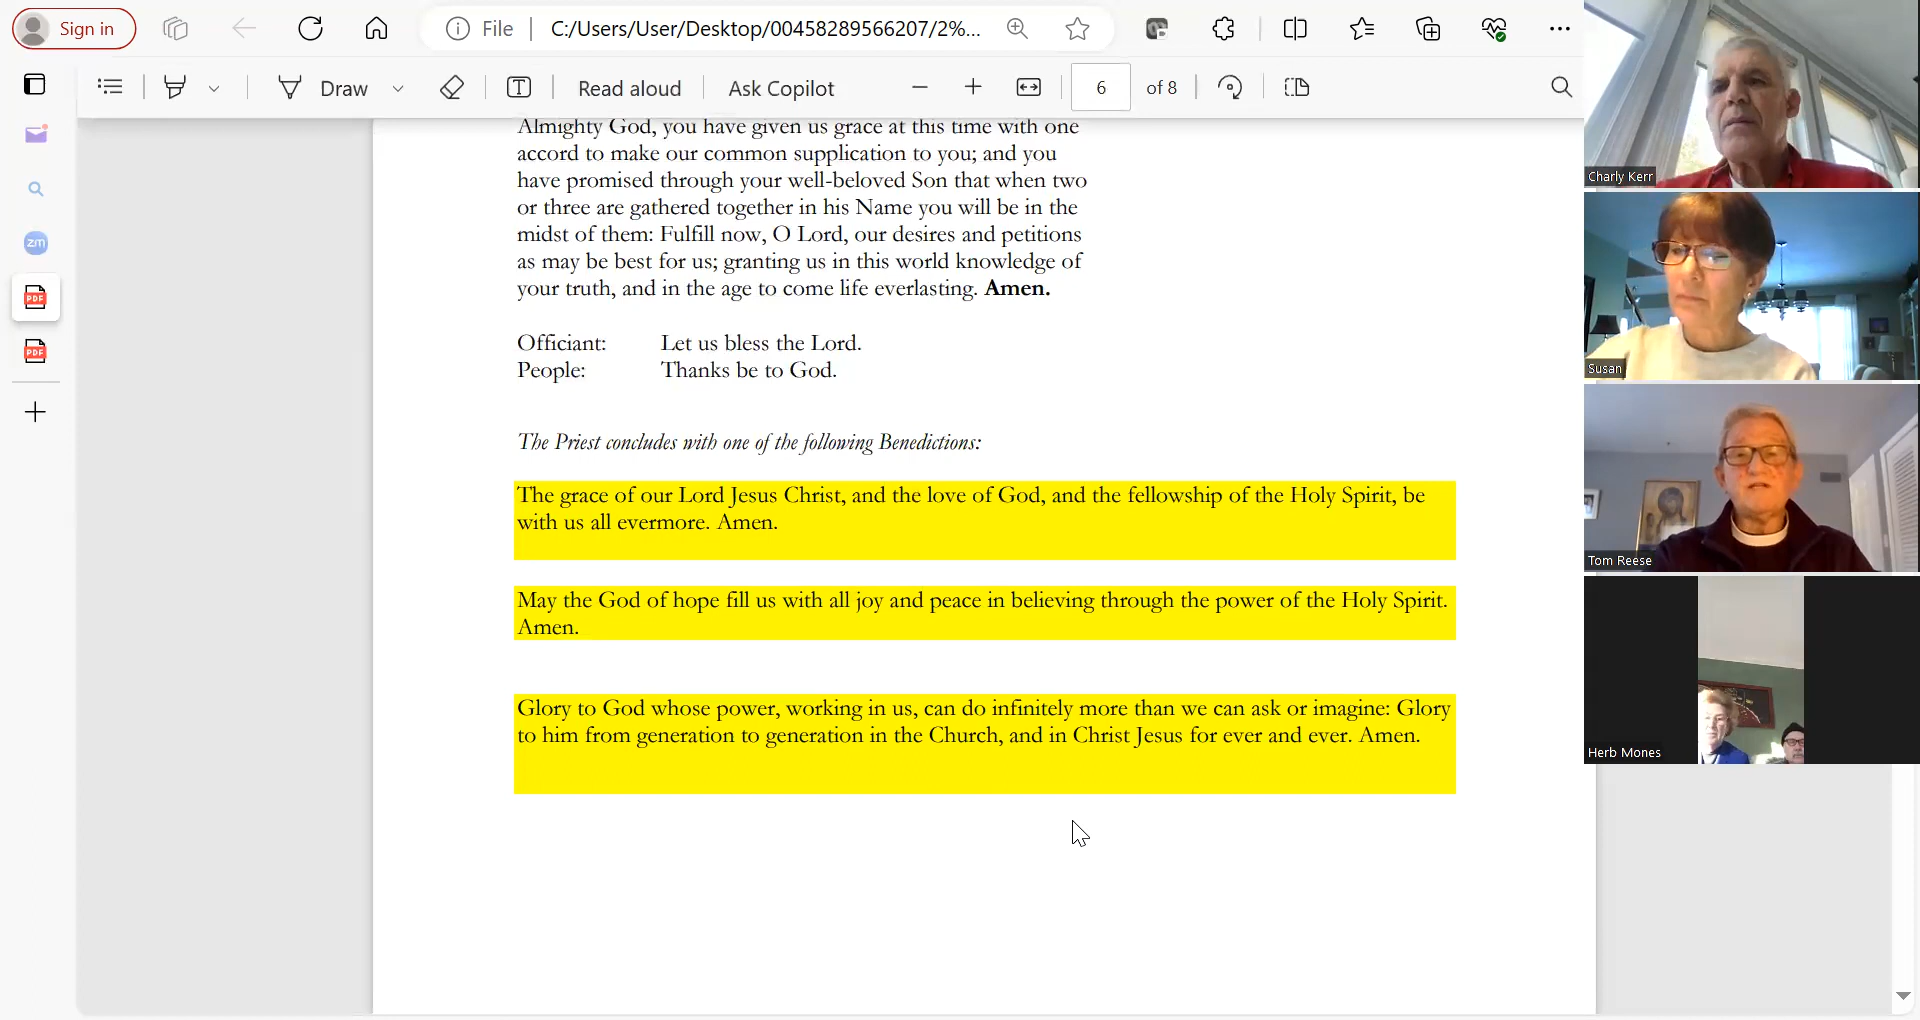 Sign in
File
C:/Users/User/Desktop/00458289566207/2%...
Draw
Read aloud
Ask Copilot
6
of 8
zm
PDF
PDF
Almighty God, you have given us grace at this time with one
accord to make our common supplication to you; and you
have promised through your well-beloved Son that when two
or three are gathered together in his Name you will be in the
midst of them: Fulfill now, O Lord, our desires and petitions
as may be best for us; granting us in this world knowledge of
your truth, and in the age to come life everlasting. Amen.
Officiant: Let us bless the Lord.
People: Thanks be to God.
The Priest concludes with one of the following Benedictions:
The grace of our Lord Jesus Christ, and the love of God, and the fellowship of the Holy Spirit, be
with us all evermore. Amen.
May the God of hope fill us with all joy and peace in believing through the power of the Holy Spirit.
Amen.
Glory to God whose power, working in us, can do infinitely more than we can ask or imagine: Glory
to him from generation to generation in the Church, and in Christ Jesus for ever and ever. Amen.
Charly Kerr
Susan
Tom Reese
Herb Mones